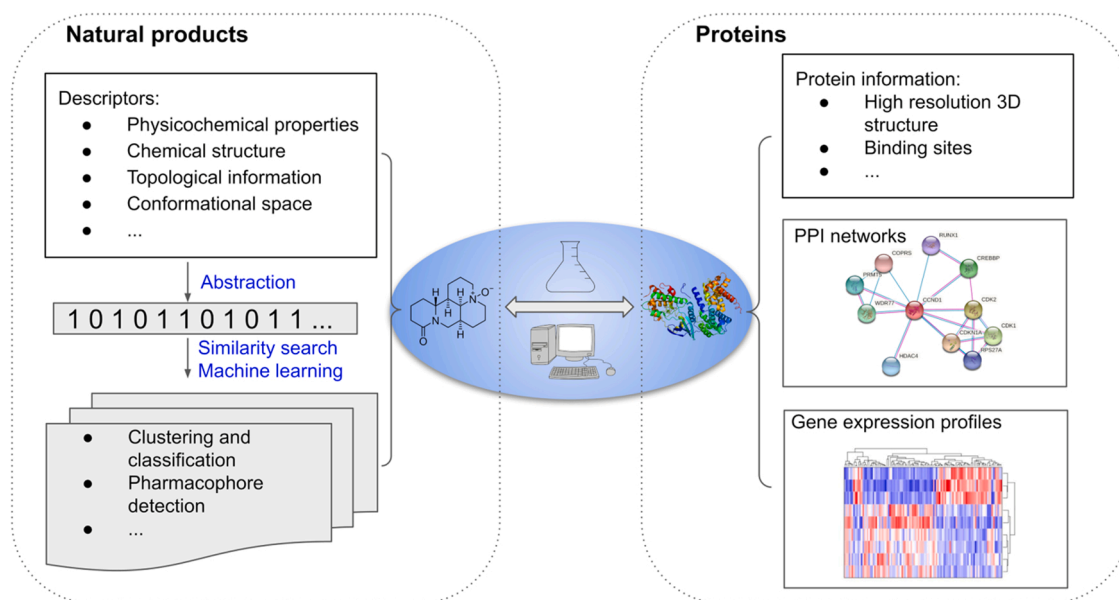 Natural products
Descriptors:
● Physicochemical properties
● Chemical structure
● Topological information
● Conformational space
● ...
Abstraction
1 0 1 0 1 1 0 1 0 1 1 ...
Similarity search
Machine learning
● Clustering and
classification
● Pharmacophore
detection
● ...
H
H
H
H
N
N⁺
O⁻
O
Proteins
Protein information:
● High resolution 3D
structure
● Binding sites
● ...
PPI networks
RUNX1
COPRS
CREBBP
PRMT5
WDR77
CCND1
CDK2
CDKN1A
CDK1
RPS27A
HDAC4
Gene expression profiles